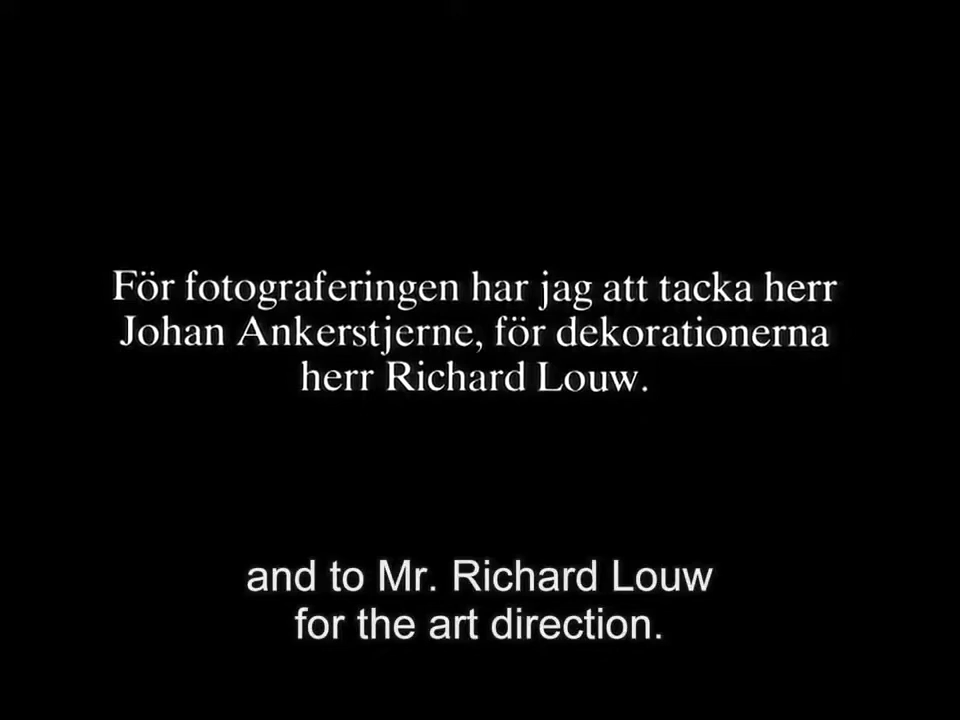 För fotograferingen har jag att tacka herr
Johan Ankerstjerne, för dekorationerna
herr Richard Louw.
and to Mr. Richard Louw
for the art direction.